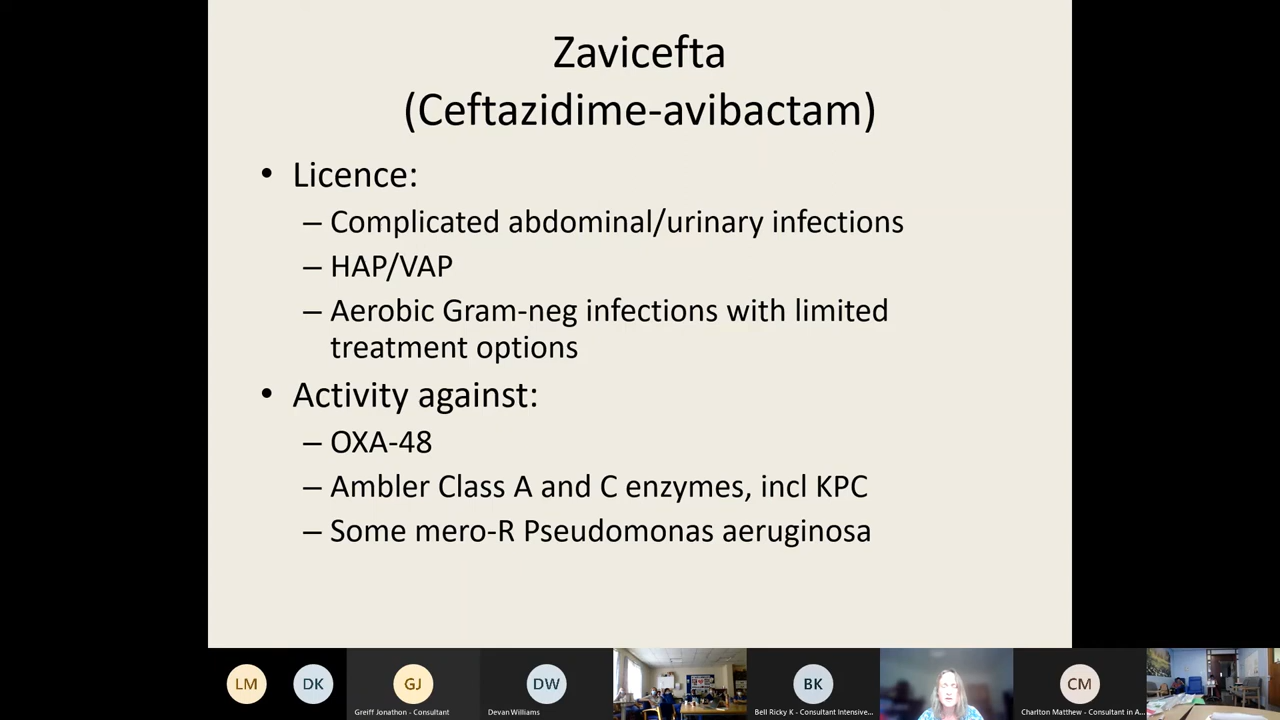 Zavicefta
(Ceftazidime-avibactam)
• Licence:
– Complicated abdominal/urinary infections
– HAP/VAP
– Aerobic Gram-neg infections with limited
treatment options
• Activity against:
– OXA-48
– Ambler Class A and C enzymes, incl KPC
– Some mero-R Pseudomonas aeruginosa
LM DK GJ DW BK CM
Greiff Jonathon - Consultant Devan Williams Bell Ricky K - Consultant Intensive... Charlton Matthew - Consultant in A...